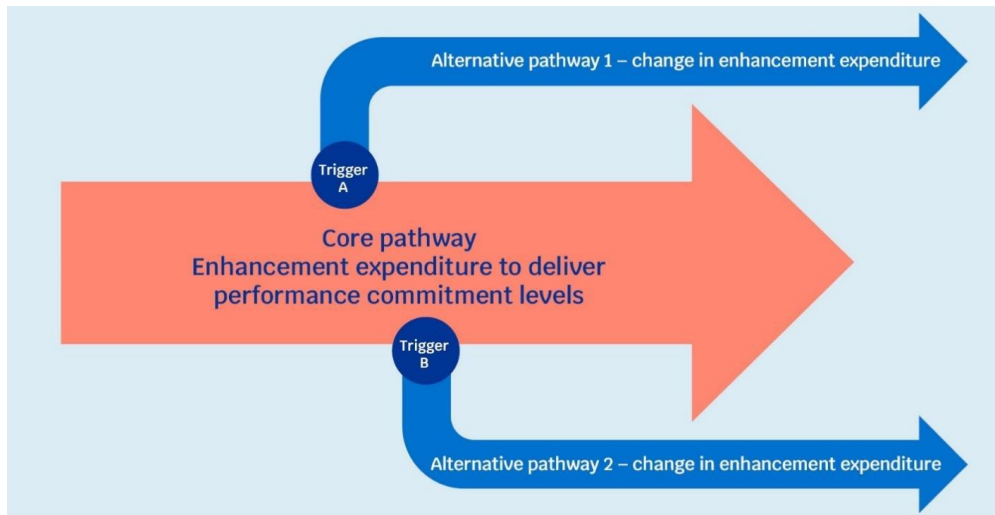 Alternative pathway 1 – change in enhancement expenditure
Trigger
A
Core pathway
Enhancement expenditure to deliver
performance commitment levels
Trigger
B
Alternative pathway 2 – change in enhancement expenditure